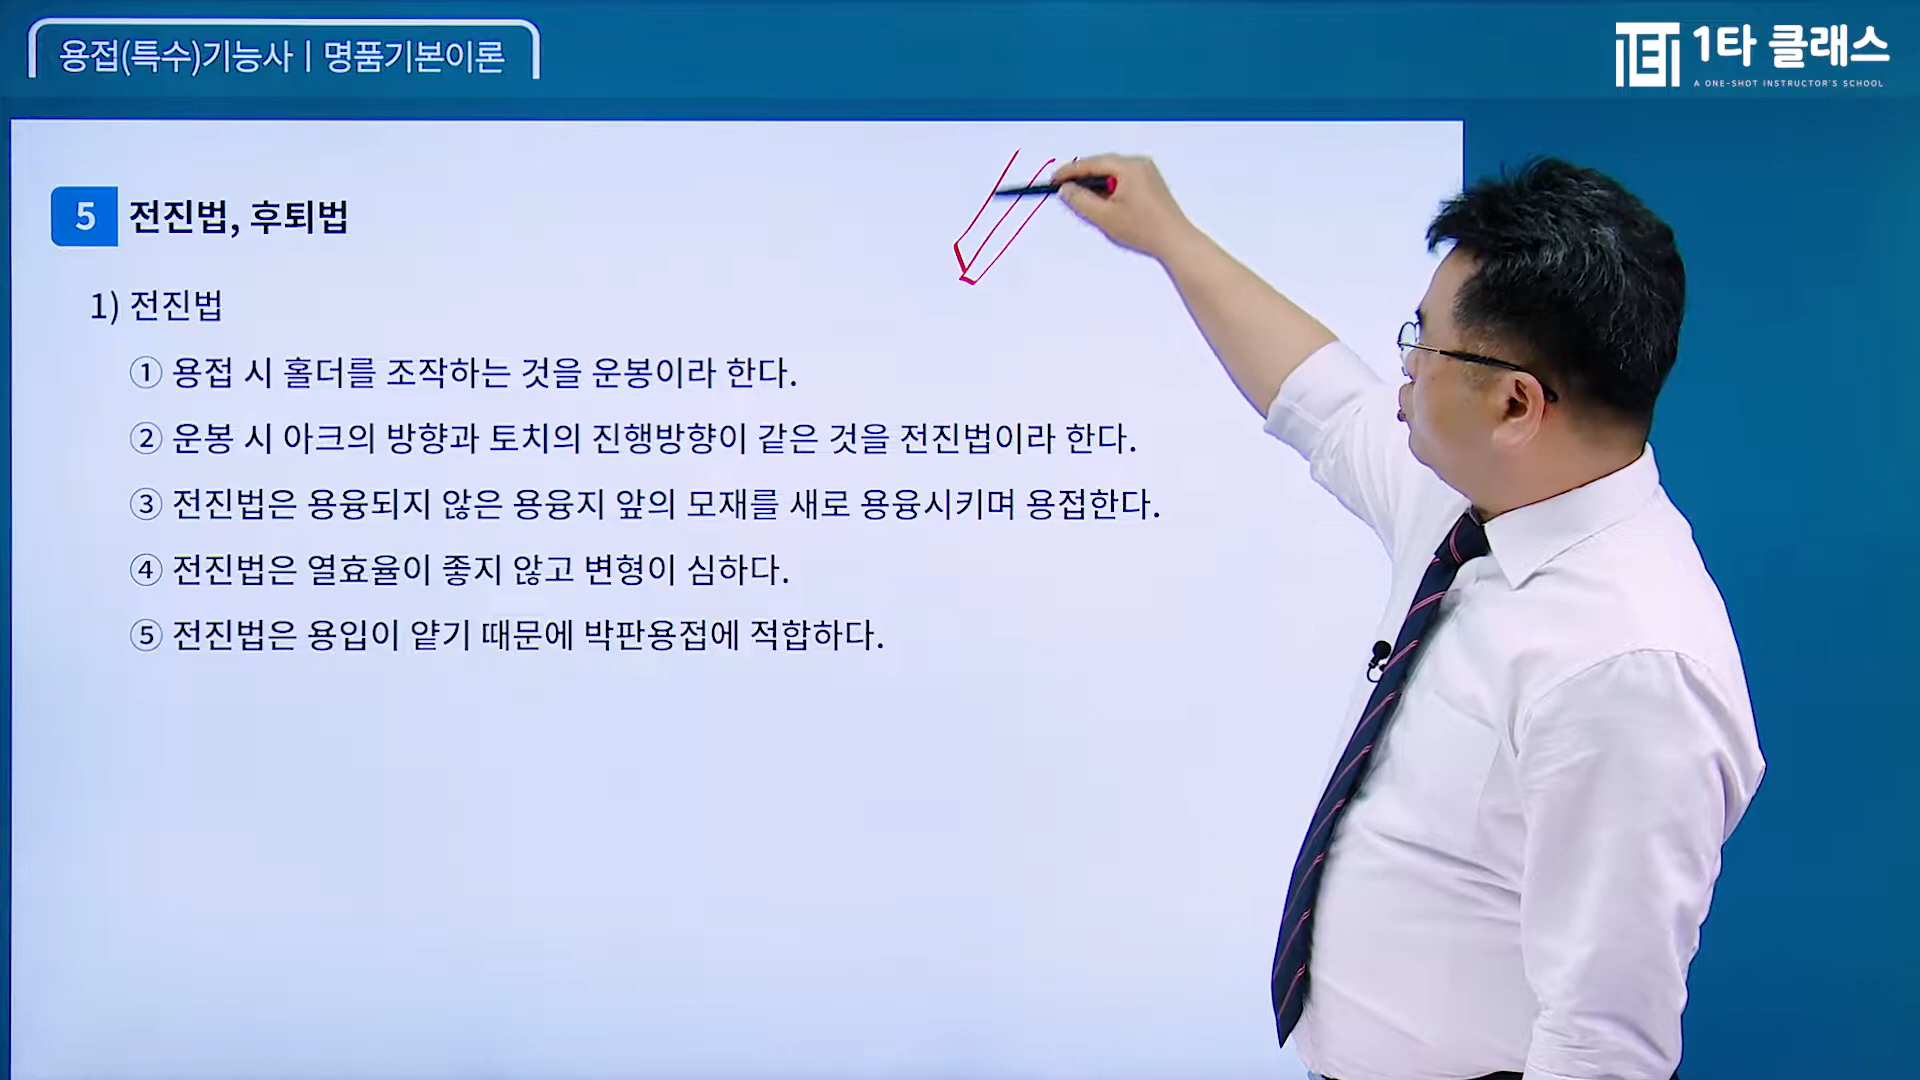 용접(특수)기능사 | 명품기본이론
1타 클래스
A ONE-SHOT INSTRUCTOR'S SCHOOL
5 전진법, 후퇴법
1) 전진법
① 용접 시 홀더를 조작하는 것을 운봉이라 한다.
② 운봉 시 아크의 방향과 토치의 진행방향이 같은 것을 전진법이라 한다.
③ 전진법은 용융되지 않은 용융지 앞의 모재를 새로 용융시키며 용접한다.
④ 전진법은 열효율이 좋지 않고 변형이 심하다.
⑤ 전진법은 용입이 얕기 때문에 박판용접에 적합하다.